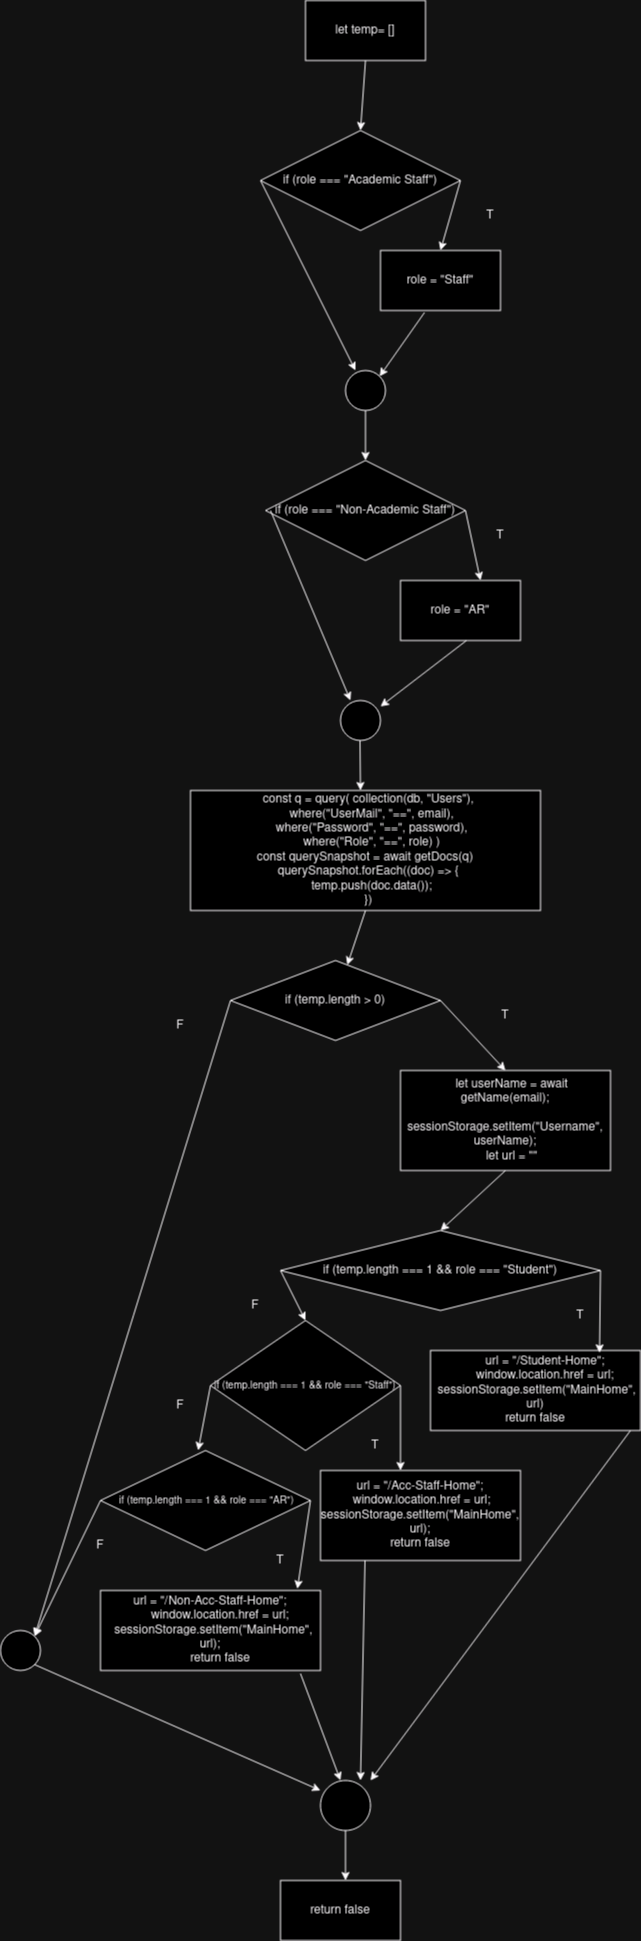 let temp= []
if (role === "Academic Staff")
T
role = "Staff"
if (role === "Non-Academic Staff")
T
role = "AR"
const q = query( collection(db, "Users"),
where("UserMail", "==", email),
where("Password", "==", password),
where("Role", "==", role) )
const querySnapshot = await getDocs(q)
querySnapshot.forEach((doc) => {
temp.push(doc.data());
})
if (temp.length > 0)
F
T
let userName = await
getName(email);
sessionStorage.setItem("Username",
userName);
let url = ""
if (temp.length === 1 && role === "Student")
F
T
url = "/Student-Home";
window.location.href = url;
sessionStorage.setItem("MainHome",
url)
return false
if (temp.length === 1 && role === "Staff")
F
T
url = "/Acc-Staff-Home";
window.location.href = url;
sessionStorage.setItem("MainHome",
url);
return false
if (temp.length === 1 && role === "AR")
F
T
url = "/Non-Acc-Staff-Home";
window.location.href = url;
sessionStorage.setItem("MainHome",
url);
return false
return false